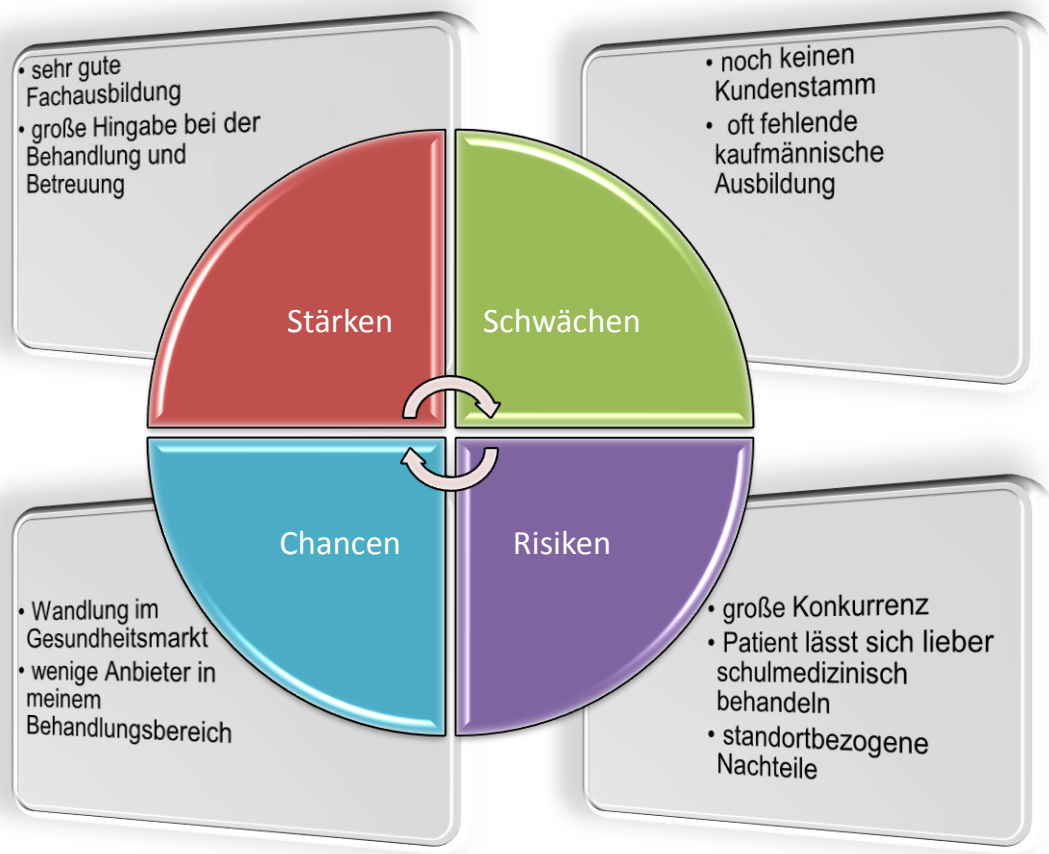 • sehr gute
Fachausbildung
• große Hingabe bei der
Behandlung und
Betreuung
• noch keinen
Kundenstamm
• oft fehlende
kaufmännische
Ausbildung
Stärken
Schwächen
Chancen
Risiken
• Wandlung im
Gesundheitsmarkt
• wenige Anbieter in
meinem
Behandlungsbereich
• große Konkurrenz
• Patient lässt sich lieber
schulmedizinisch
behandeln
• standortbezogene
Nachteile